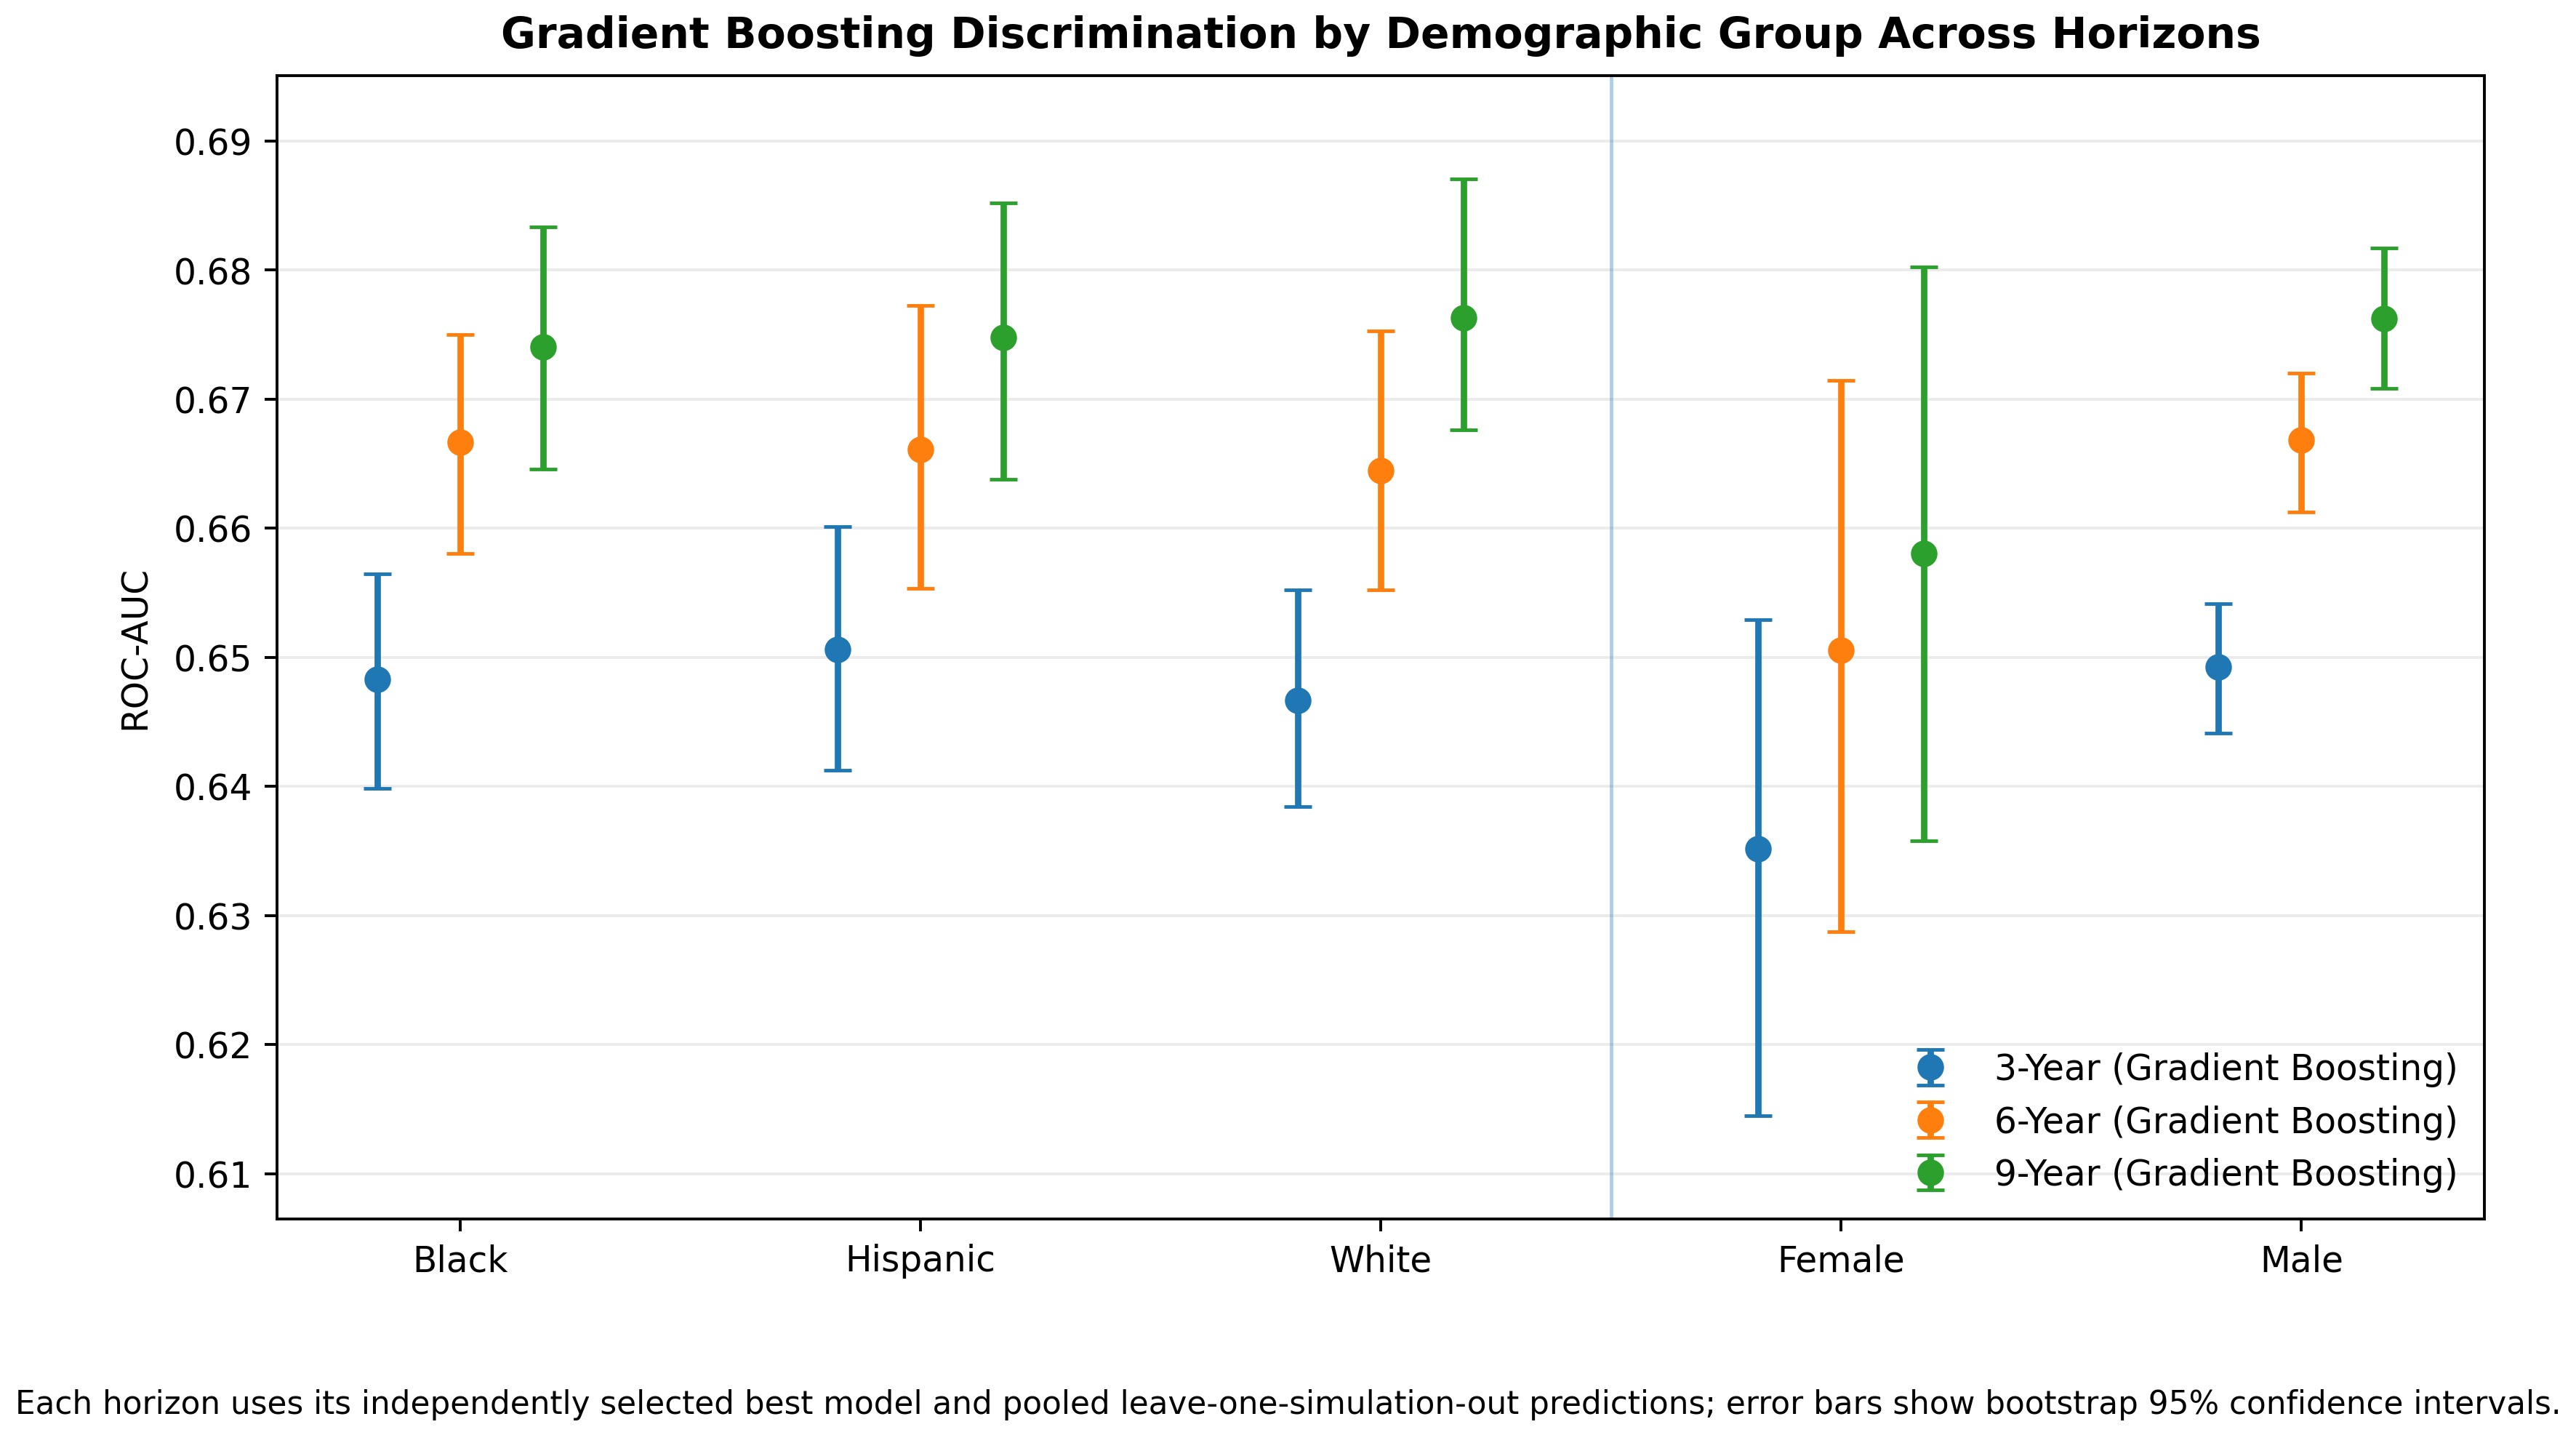 Gradient Boosting Discrimination by Demographic Group Across Horizons
0.69
0.68
0.67
0.66
0.65
0.64
0.63
0.62
0.61
ROC-AUC
3-Year (Gradient Boosting)
6-Year (Gradient Boosting)
9-Year (Gradient Boosting)
Black Hispanic White Female Male
Each horizon uses its independently selected best model and pooled leave-one-simulation-out predictions; error bars show bootstrap 95% confidence intervals.